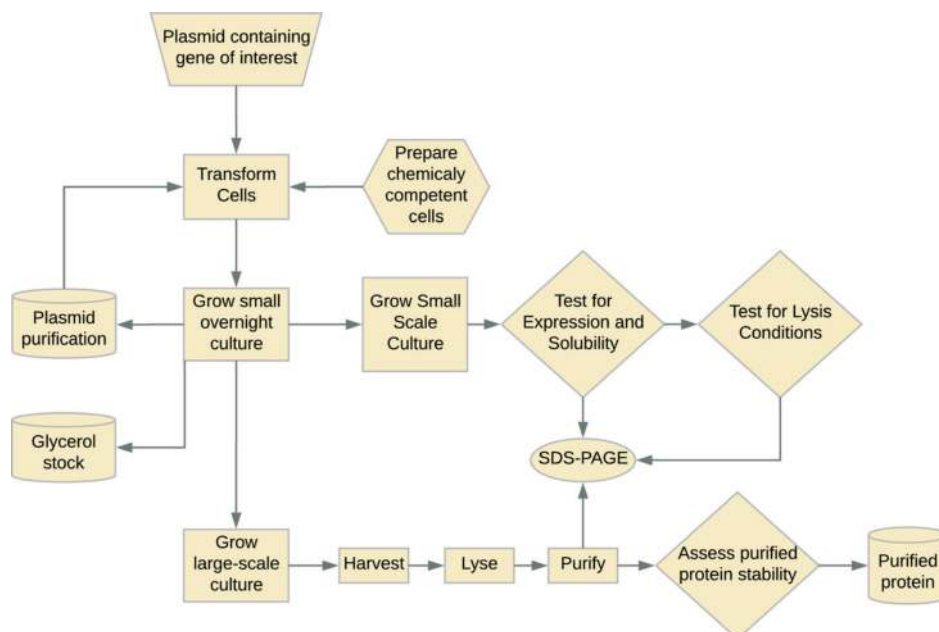 Plasmid containing
gene of interest
Transform
Cells
Prepare
chemicaly
competent
cells
Plasmid
purification
Grow small
overnight
culture
Grow Small
Scale
Culture
Test for
Expression and
Solubility
Test for Lysis
Conditions
Glycerol
stock
SDS-PAGE
Grow
large-scale
culture
Harvest
Lyse
Purify
Assess purified
protein stability
Purified
protein